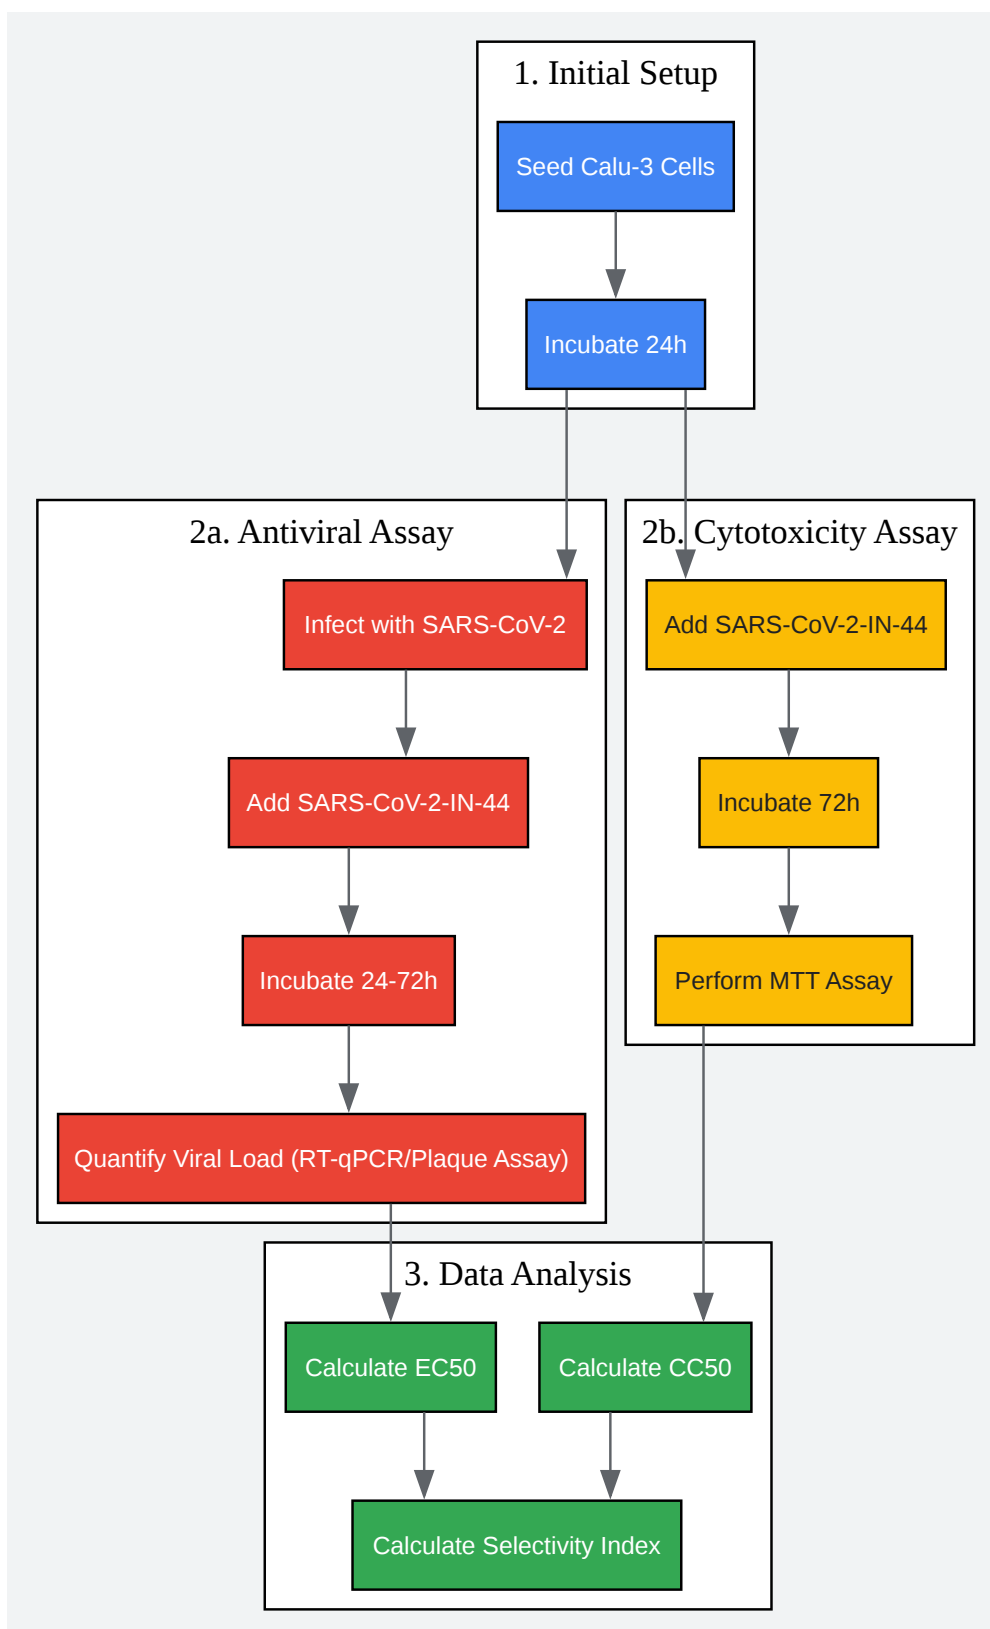 1. Initial Setup
Seed Calu-3 Cells
Incubate 24h
2a. Antiviral Assay
Infect with SARS-CoV-2
Add SARS-CoV-2-IN-44
Incubate 24-72h
Quantify Viral Load (RT-qPCR/Plaque Assay)
2b. Cytotoxicity Assay
Add SARS-CoV-2-IN-44
Incubate 72h
Perform MTT Assay
3. Data Analysis
Calculate EC50
Calculate CC50
Calculate Selectivity Index